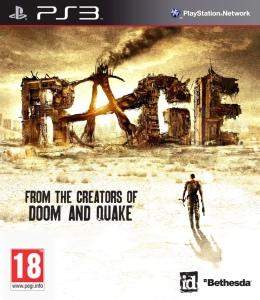 PS3
PlayStation®Network
RAGE
FROM THE CREATORS OF
DOOM AND QUAKE
18
www.pegi.info
id
Bethesda